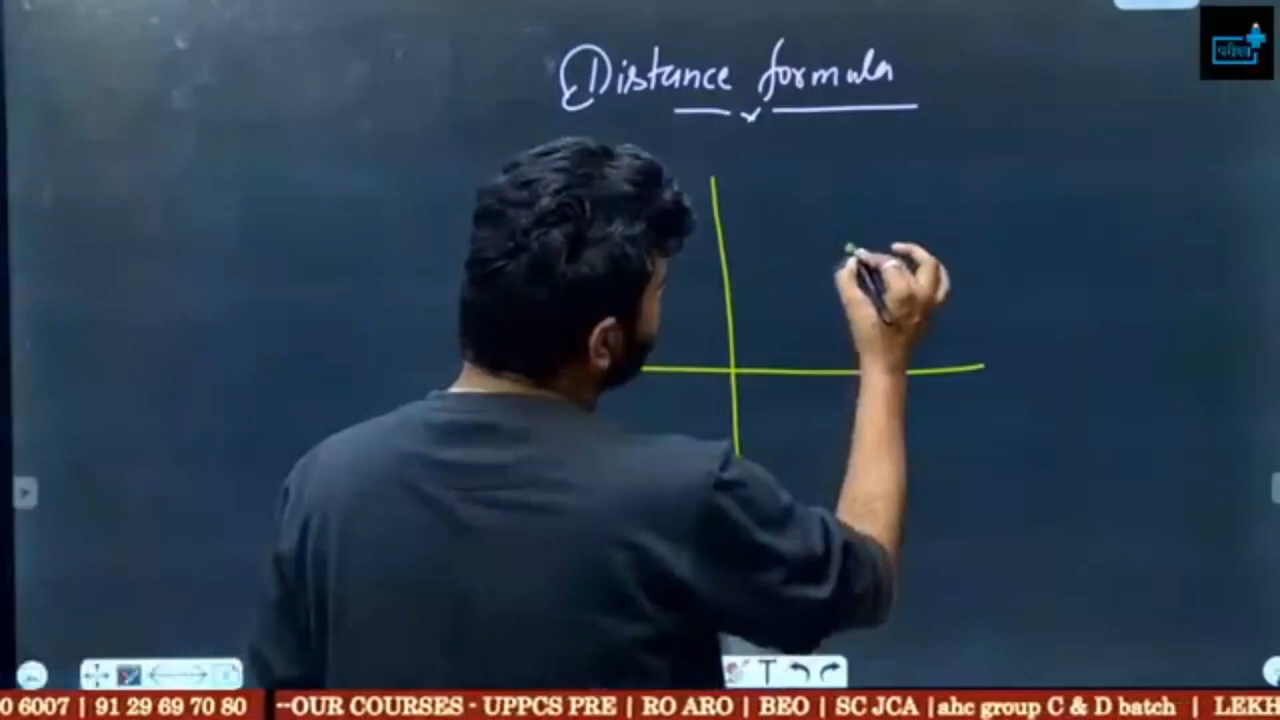 Distance formula
परीक्षा
T
0 6007 | 91 29 69 70 80 --OUR COURSES - UPPCS PRE | RO ARO | BEO | SC JCA |ahc group C & D batch | LEKH